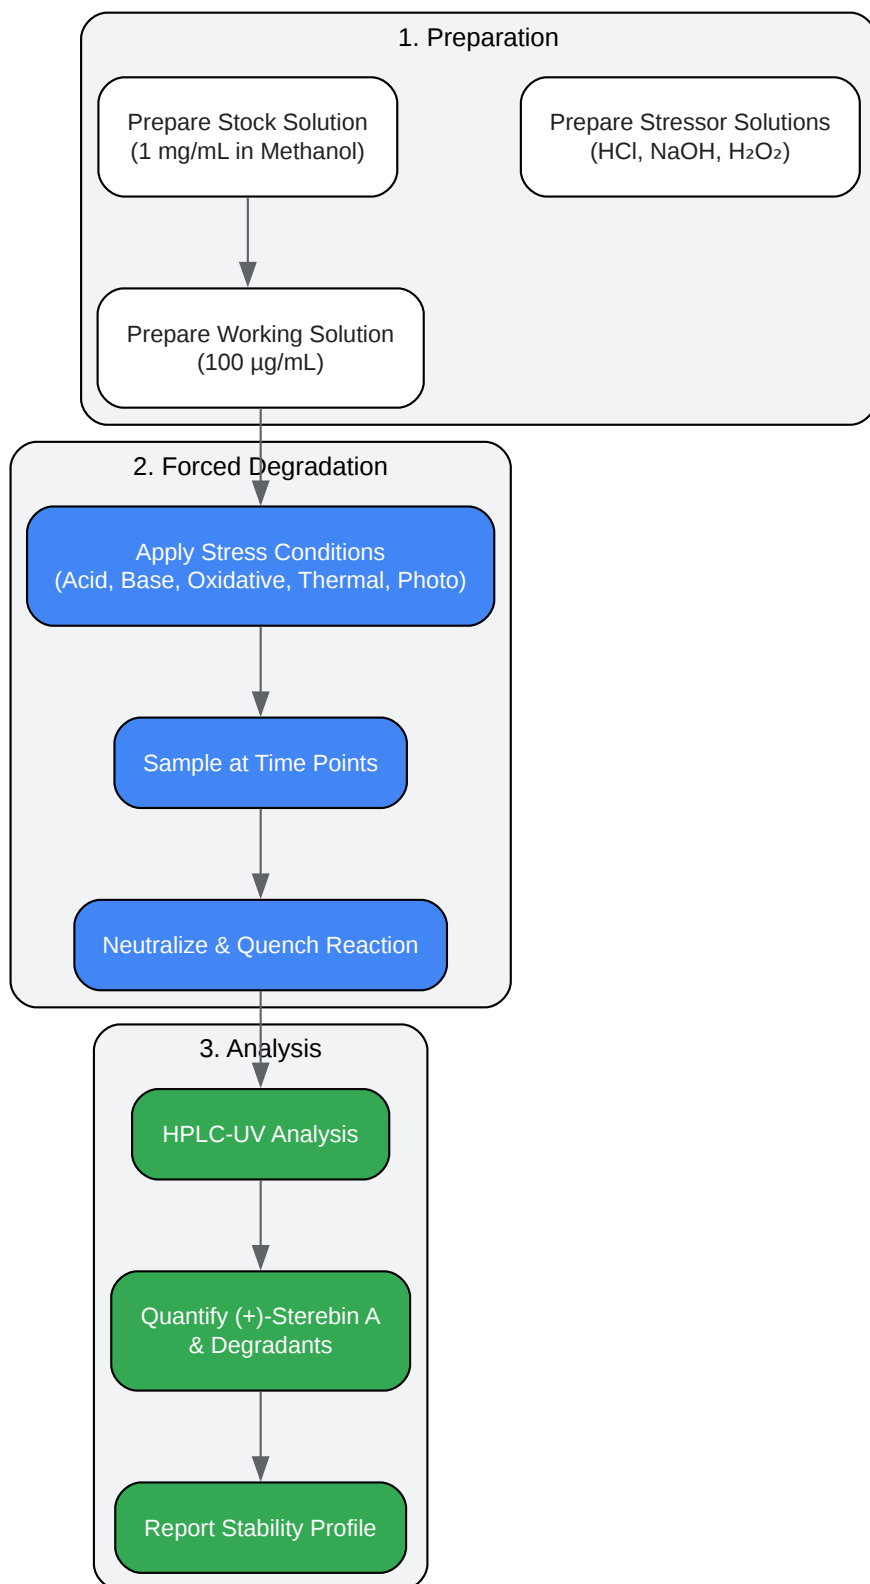 1. Preparation
Prepare Stock Solution
(1 mg/mL in Methanol)
Prepare Stressor Solutions
(HCl, NaOH, H₂O₂)
Prepare Working Solution
(100 µg/mL)
2. Forced Degradation
Apply Stress Conditions
(Acid, Base, Oxidative, Thermal, Photo)
Sample at Time Points
Neutralize & Quench Reaction
3. Analysis
HPLC-UV Analysis
Quantify (+)-Sterebin A
& Degradants
Report Stability Profile